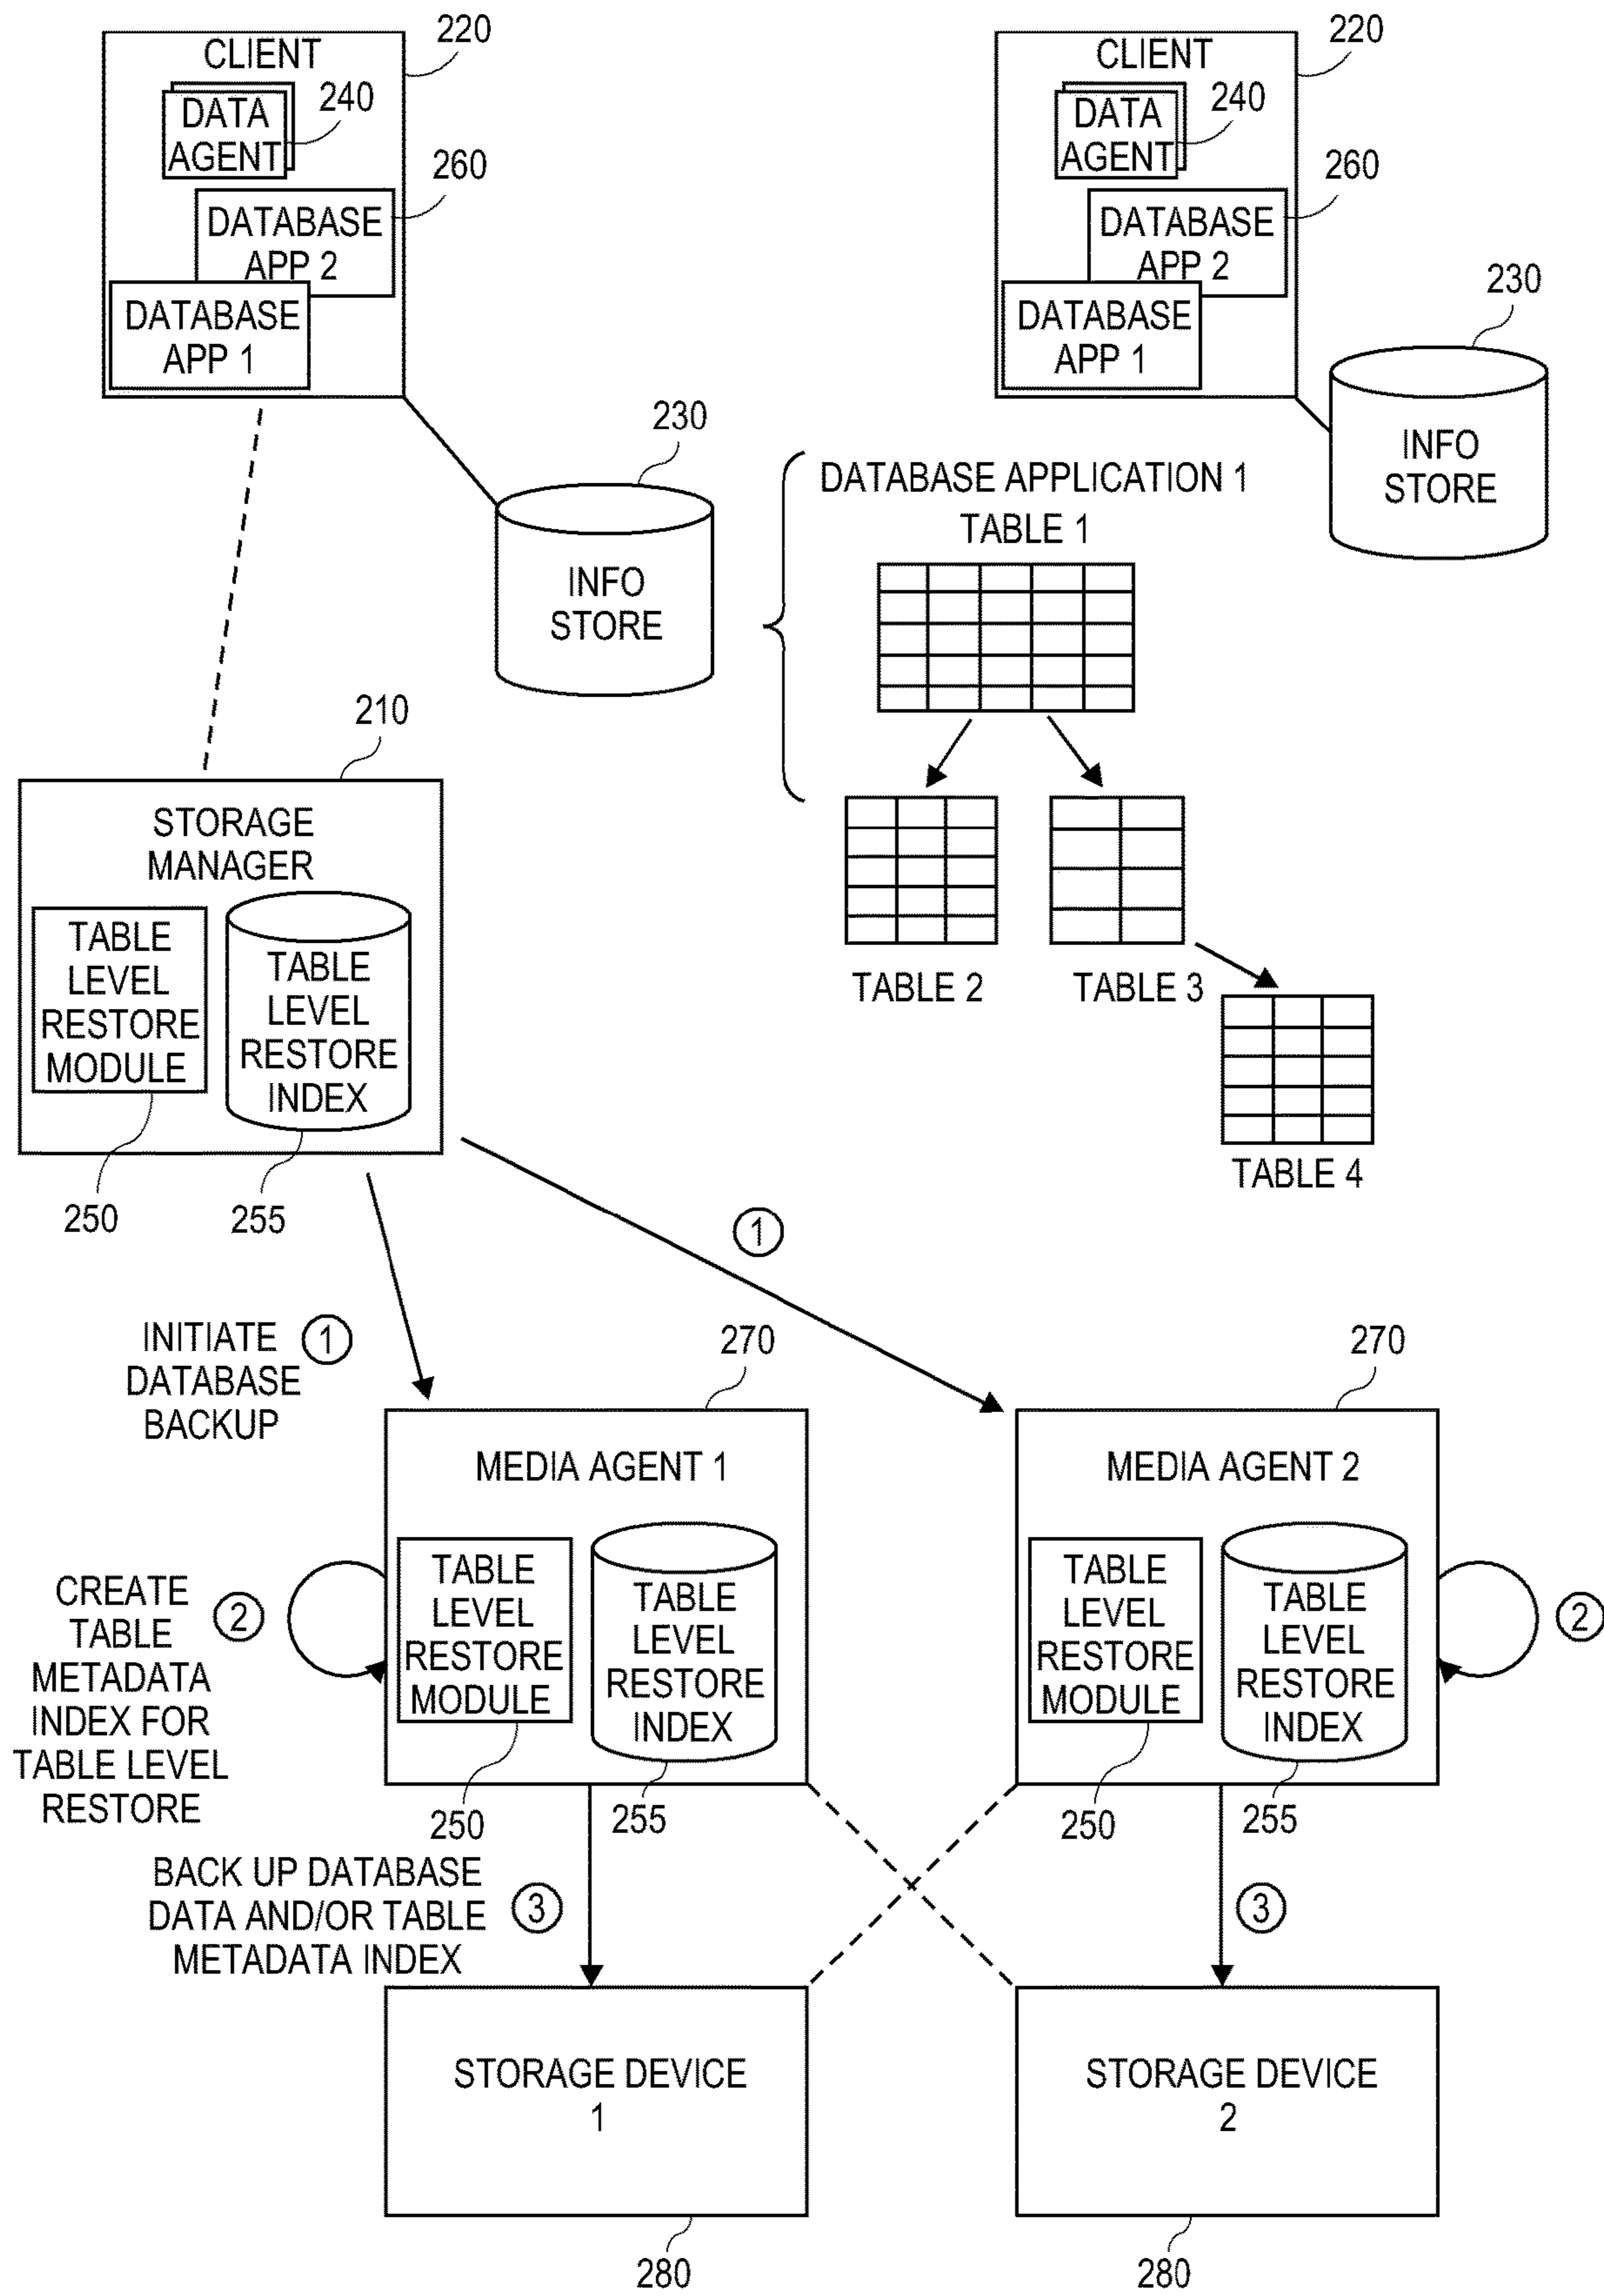 CLIENT
220
DATA
AGENT
240
260
DATABASE
APP 2
DATABASE
APP 1
CLIENT
220
DATA
AGENT
240
260
DATABASE
APP 2
DATABASE
APP 1
230
INFO
STORE
230
INFO
STORE
DATABASE APPLICATION 1
TABLE 1
TABLE 2
TABLE 3
TABLE 4
210
STORAGE
MANAGER
TABLE
LEVEL
RESTORE
MODULE
TABLE
LEVEL
RESTORE
INDEX
250
255
1
INITIATE
DATABASE
BACKUP
1
270
MEDIA AGENT 1
TABLE
LEVEL
RESTORE
MODULE
TABLE
LEVEL
RESTORE
INDEX
250
255
270
MEDIA AGENT 2
TABLE
LEVEL
RESTORE
MODULE
TABLE
LEVEL
RESTORE
INDEX
250
255
CREATE
TABLE
METADATA
INDEX FOR
TABLE LEVEL
RESTORE
2
2
BACK UP DATABASE
DATA AND/OR TABLE
METADATA INDEX
3
3
STORAGE DEVICE
1
280
STORAGE DEVICE
2
280